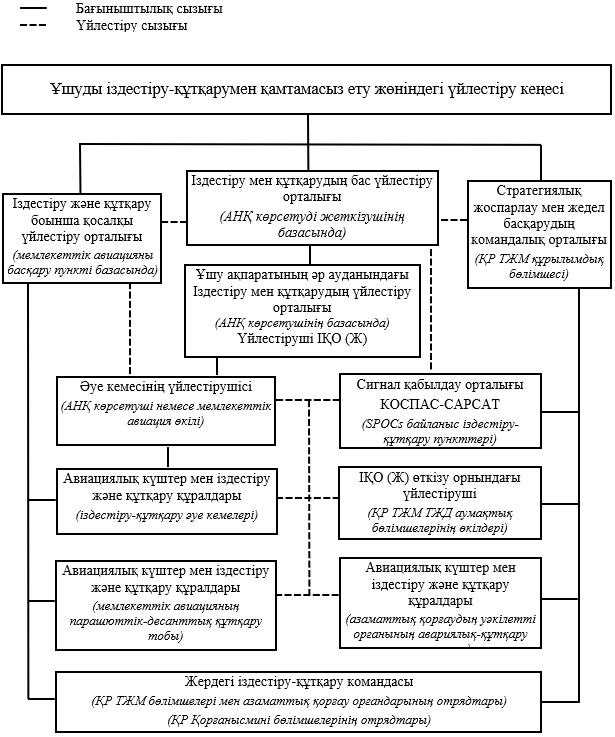 Бағыныштылық сызығы
Үйлестіру сызығы
Ұшуды іздестіру-құтқарумен қамтамасыз ету жөніндегі үйлестіру кеңесі
Іздестіру және құтқару
боынша қосалқы
үйлестіру орталығы
(мемлекеттік авиацияны
басқару пункті базасында)
Іздестіру мен құтқарудың бас үйлестіру
орталығы
(АНҚ көрсетуді жеткізушінің
базасында)
Стратегиялық
жоспарлау мен жедел
басқарудың
командалық орталығы
(ҚР ТЖМ құрылымдық
бөлімшесі)
Ұшу ақпаратының әр ауданындағы
Іздестіру мен құтқарудың үйлестіру
орталығы
(АНҚ көрсетушінің базасында)
Үйлестіруші ІҚО (Ж)
Әуе кемесінің үйлестірушісі
(АНҚ көрсетуші немесе мемлекеттік
авиация өкілі)
Сигнал қабылдау орталығы
КОСПАС-САРСАТ
(SPOCs байланыс іздестіру-
құтқару пункттері)
Авиациялық күштер мен іздестіру
және құтқару құралдары
(іздестіру-құтқару әуе кемелері)
ІҚО (Ж) өткізу орнындағы
үйлестіруші
(ҚР ТЖМ ТЖД аумақтық
бөлімшелерінің өкілдері)
Авиациялық күштер мен іздестіру
және құтқару құралдары
(мемлекеттік авиацияның
парашюттік-десанттық құтқару
тобы)
Авиациялық күштер мен
іздестіру және құтқару
құралдары
(азаматтық қорғаудың уәкілетті
органының авариялық-құтқару
Жердегі іздестіру-құтқару командасы
(ҚР ТЖМ бөлімшелері мен азаматтық қорғау органдарының отрядтары)
(ҚР Қорғанысмині бөлімшелерінің отрядтары)